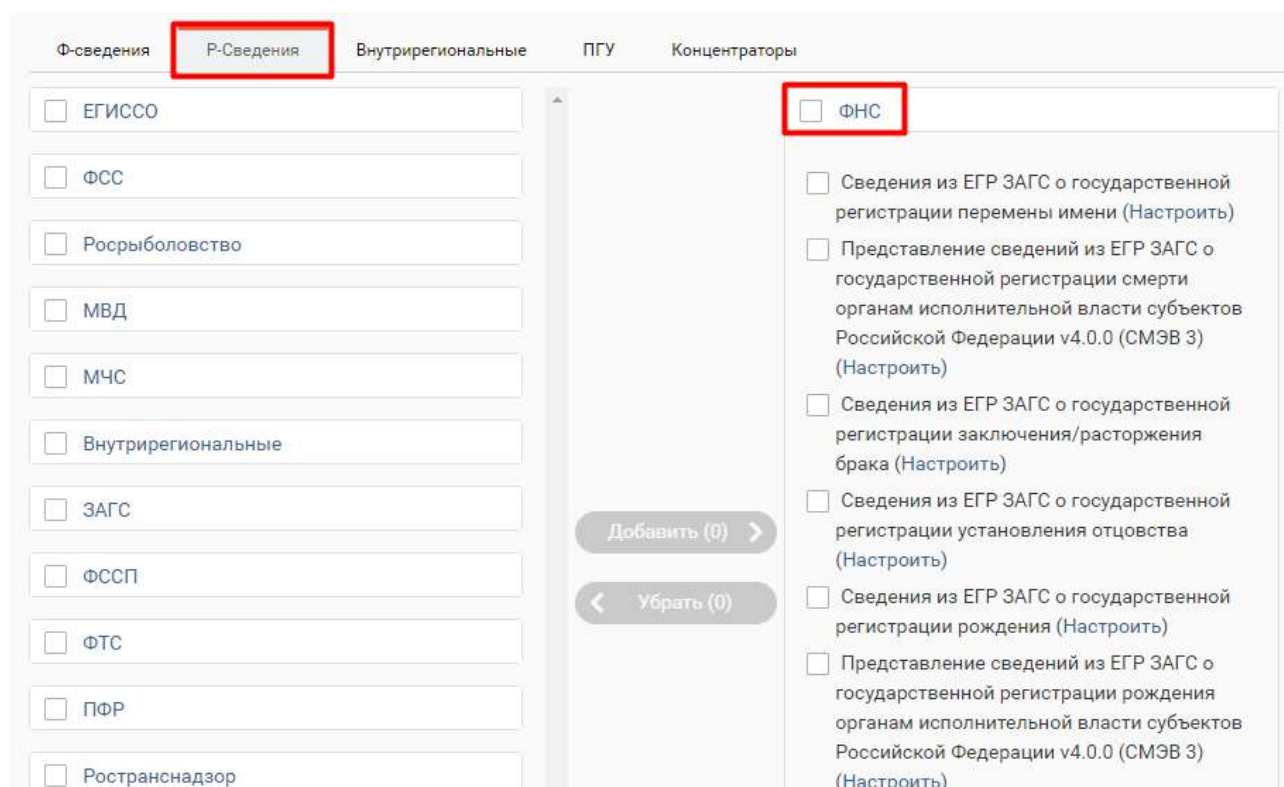 Ф-сведения Р-Сведения Внутрирегиональные ПГУ Концентраторы
ЕГИССО
ФСС
Росрыболовство
МВД
МЧС
Внутрирегиональные
ЗАГС
ФССП
ФТС
ПФР
Ространснадзор
Добавить (0)
Убрать (0)
ФНС
Сведения из ЕГР ЗАГС о государственной
регистрации перемены имени (Настроить)
Представление сведений из ЕГР ЗАГС о
государственной регистрации смерти
органам исполнительной власти субъектов
Российской Федерации v4.0.0 (СМЭВ 3)
(Настроить)
Сведения из ЕГР ЗАГС о государственной
регистрации заключения/расторжения
брака (Настроить)
Сведения из ЕГР ЗАГС о государственной
регистрации установления отцовства
(Настроить)
Сведения из ЕГР ЗАГС о государственной
регистрации рождения (Настроить)
Представление сведений из ЕГР ЗАГС о
государственной регистрации рождения
органам исполнительной власти субъектов
Российской Федерации v4.0.0 (СМЭВ 3)
(Настроить)